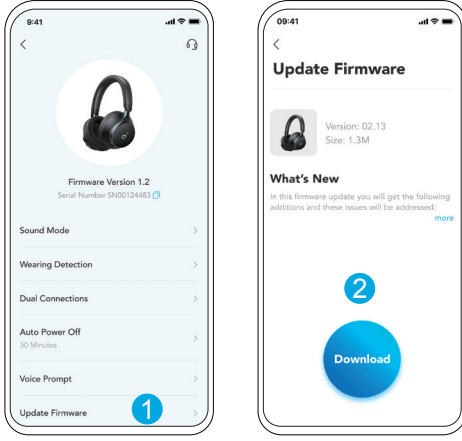 9:41
Firmware Version 1.2
Serial Number SN00124483
Sound Mode
Wearing Detection
Dual Connections
Auto Power Off
30 Minutes
Voice Prompt
Update Firmware
1
09:41
Update Firmware
Version: 02.13
Size: 1.3M
What's New
In this firmware update you will get the following
additions and these issues will be addressed:
more
2
Download